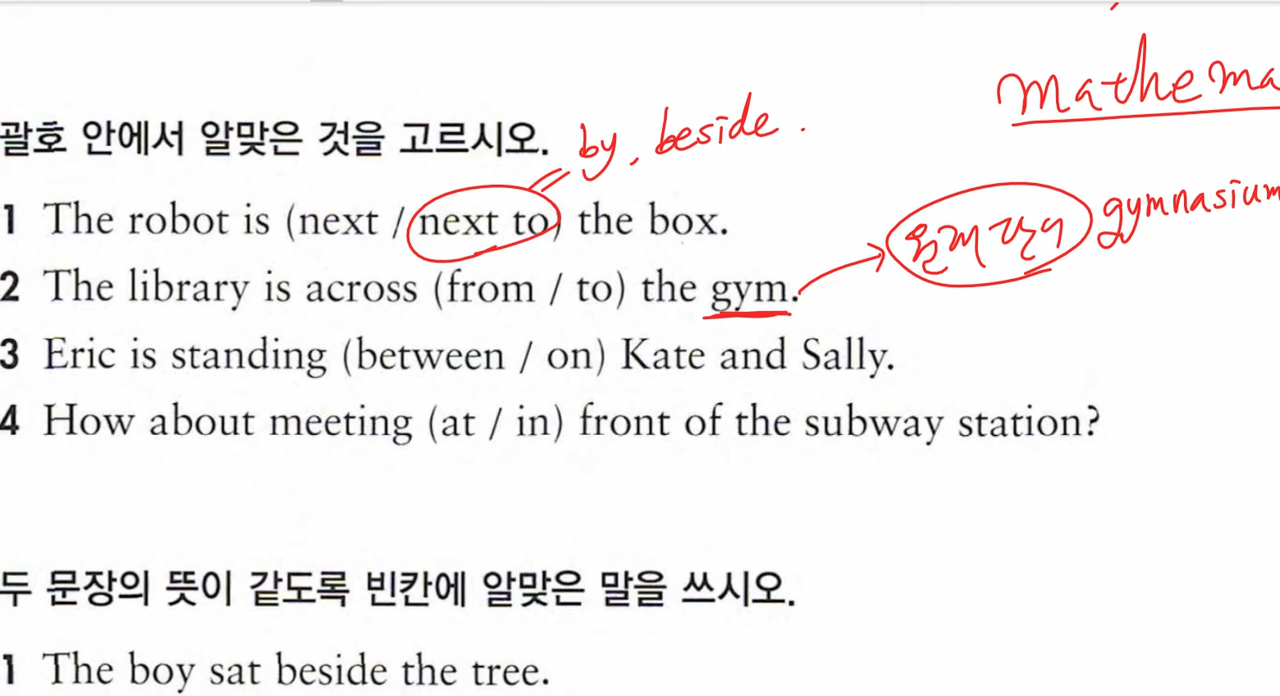 mathema
괄호 안에서 알맞은 것을 고르시오.
by, beside.
1 The robot is (next / next to) the box.
원래 단어
gymnasium
2 The library is across (from / to) the gym.
3 Eric is standing (between / on) Kate and Sally.
4 How about meeting (at / in) front of the subway station?
두 문장의 뜻이 같도록 빈칸에 알맞은 말을 쓰시오.
1 The boy sat beside the tree.